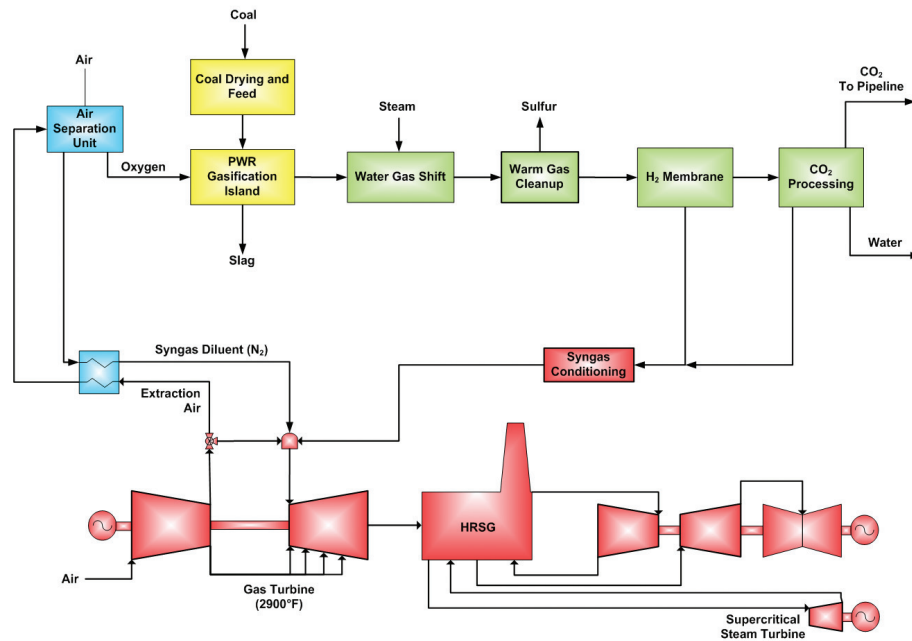 Coal
Air
Coal Drying and
Feed
CO₂
To Pipeline
Steam
Sulfur
Air
Separation
Unit
Oxygen
PWR
Gasification
Island
Water Gas Shift
Warm Gas
Cleanup
H₂ Membrane
CO₂
Processing
Slag
Water
Syngas Diluent (N₂)
Syngas
Conditioning
Extraction
Air
HRSG
Air
Gas Turbine
(2900°F)
Supercritical
Steam Turbine